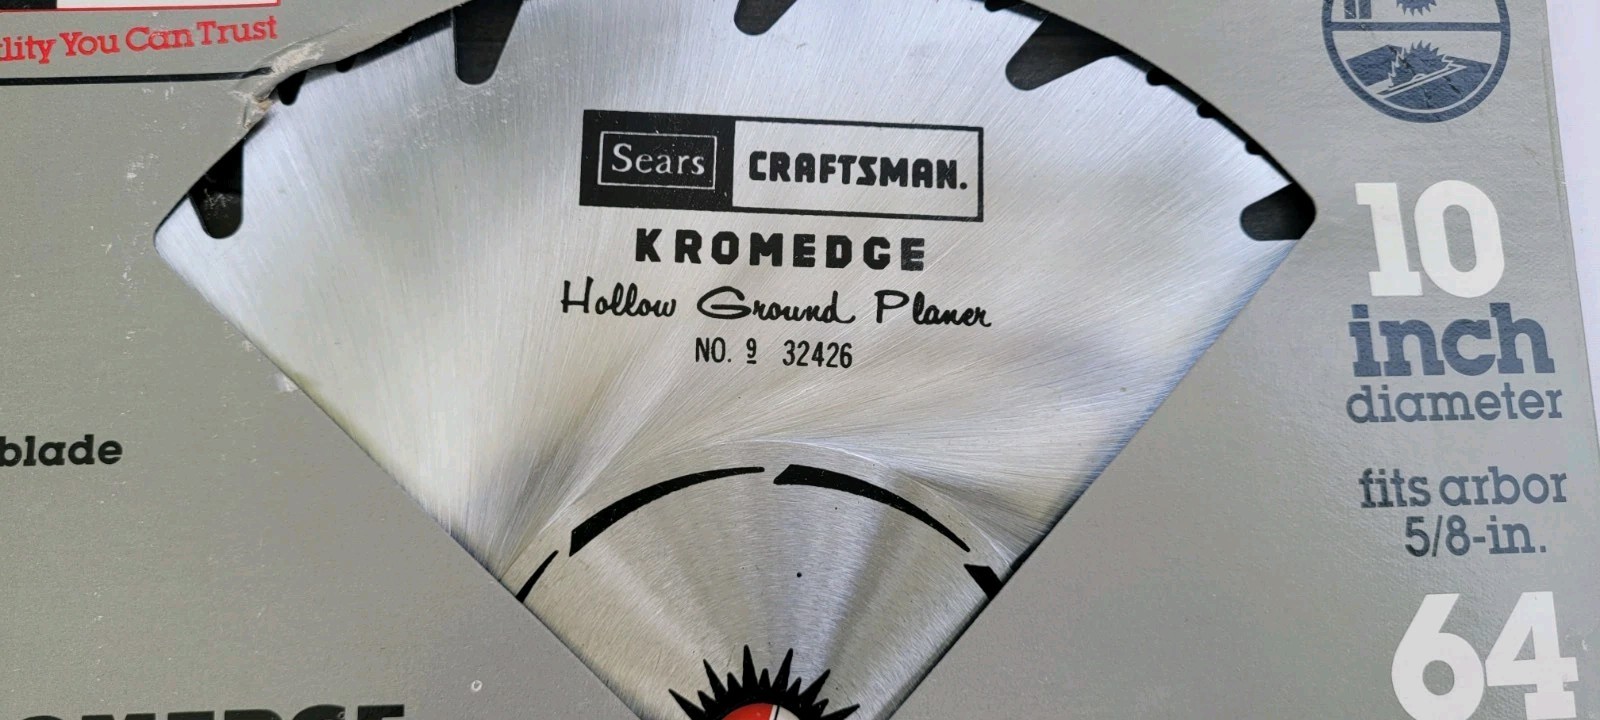 You Can Trust
Sears CRAFTSMAN.
KROMEDGE
Hollow Ground Planer
NO. 9 32426
blade
10
inch
diameter
fits arbor
5/8-in.
64